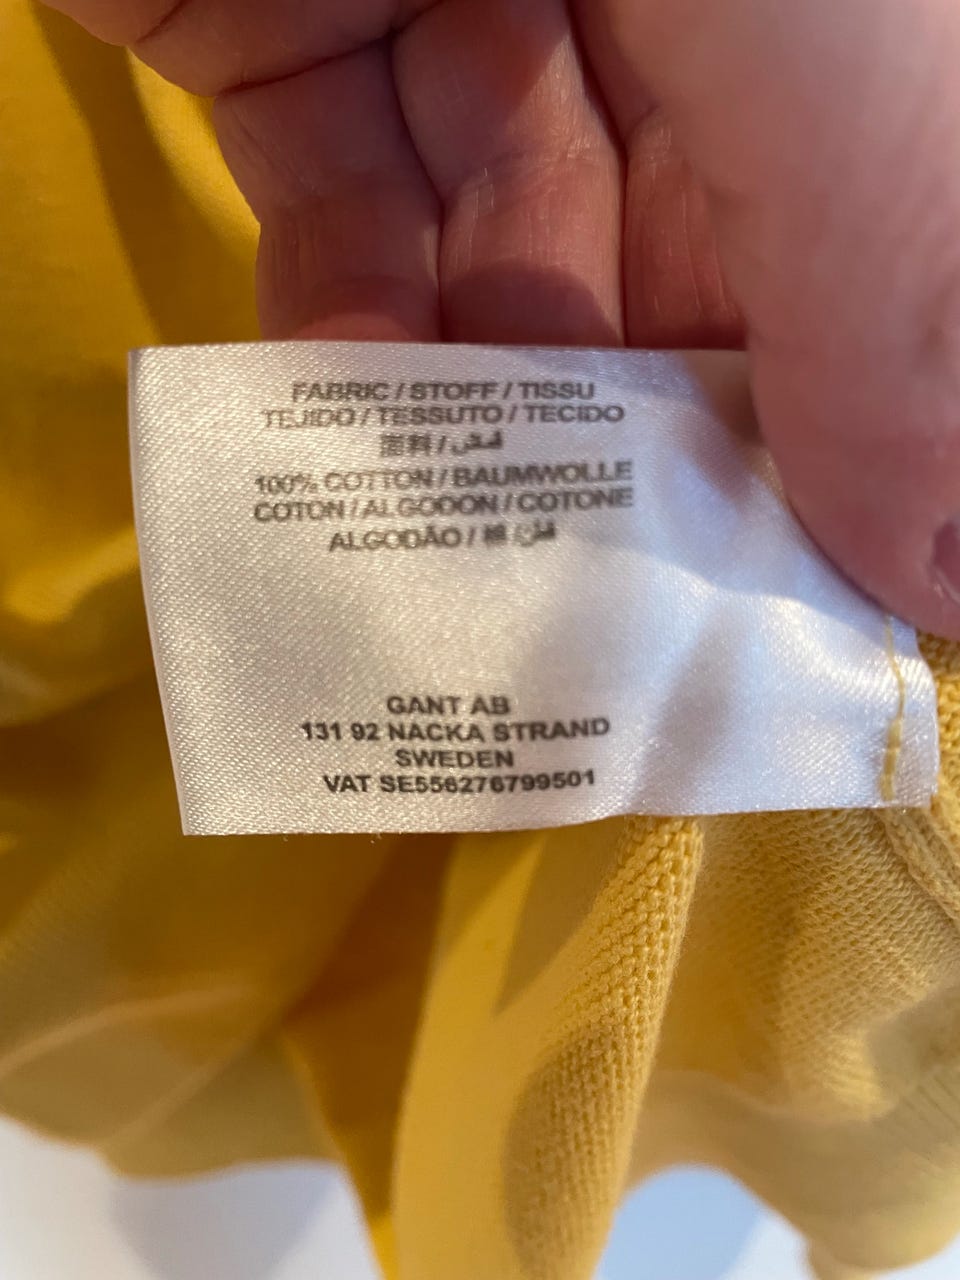 FABRIC / STOFF / TISSU
TEJIDO / TESSUTO / TECIDO
面料 / قماش
100% COTTON / BAUMWOLLE
COTON / ALGODON / COTONE
ALGODÃO / 棉 / قطن
GANT AB
131 92 NACKA STRAND
SWEDEN
VAT SE556276799501